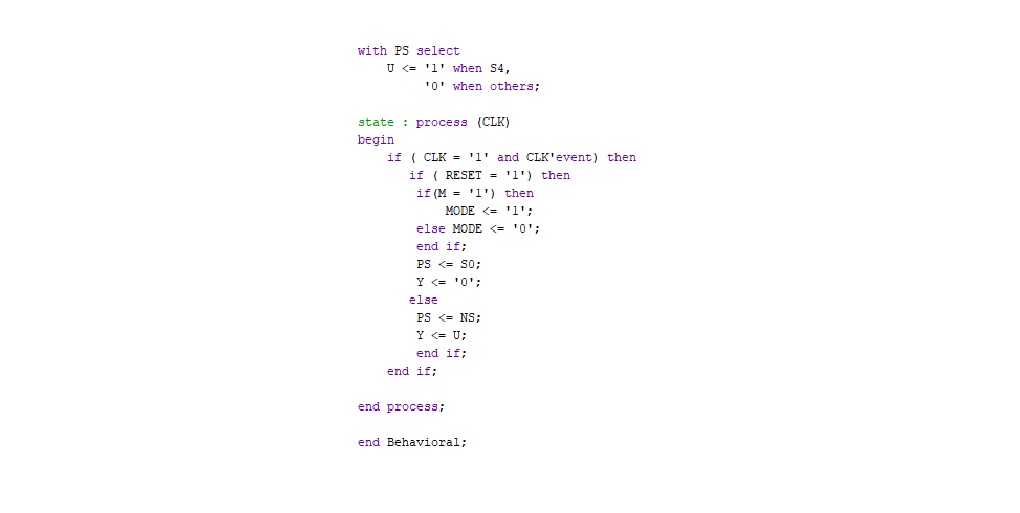 with PS select
U <= '1' when S4,
'0' when others;
state : process (CLK)
begin
if ( CLK = '1' and CLK'event) then
if ( RESET = '1') then
if(M = '1') then
MODE <= '1';
else MODE <= '0';
end if;
PS <= S0;
Y <= '0';
else
PS <= NS;
Y <= U;
end if;
end if;
end process;
end Behavioral;